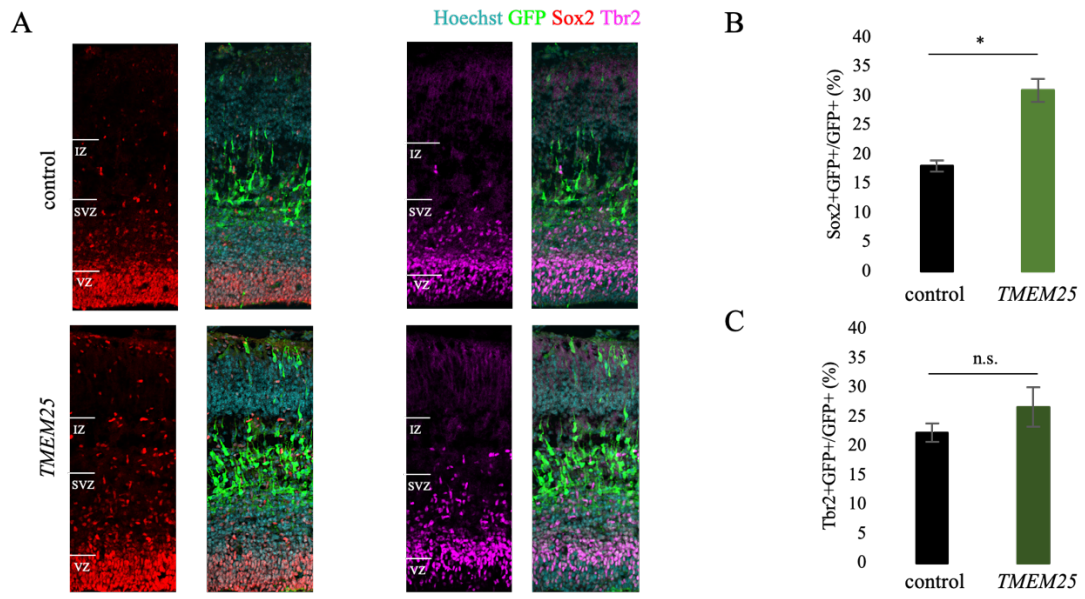 A
Hoechst GFP Sox2 Tbr2
control
IZ
SVZ
VZ
IZ
SVZ
VZ
TMEM25
IZ
SVZ
VZ
IZ
SVZ
VZ
B
Sox2+GFP+/GFP+ (%)
40
35
30
25
20
15
10
5
0
*
control TMEM25
C
Tbr2+GFP+/GFP+ (%)
40
35
30
25
20
15
10
5
0
n.s.
control TMEM25